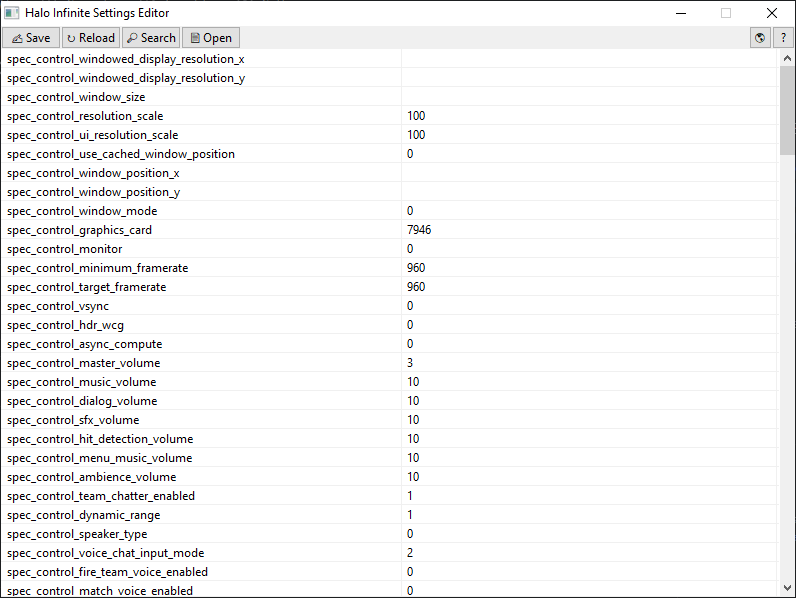 Halo Infinite Settings Editor
Save Reload Search Open ?
spec_control_windowed_display_resolution_x
spec_control_windowed_display_resolution_y
spec_control_window_size
spec_control_resolution_scale 100
spec_control_ui_resolution_scale 100
spec_control_use_cached_window_position 0
spec_control_window_position_x
spec_control_window_position_y
spec_control_window_mode 0
spec_control_graphics_card 7946
spec_control_monitor 0
spec_control_minimum_framerate 960
spec_control_target_framerate 960
spec_control_vsync 0
spec_control_hdr_wcg 0
spec_control_async_compute 0
spec_control_master_volume 3
spec_control_music_volume 10
spec_control_dialog_volume 10
spec_control_sfx_volume 10
spec_control_hit_detection_volume 10
spec_control_menu_music_volume 10
spec_control_ambience_volume 10
spec_control_team_chatter_enabled 1
spec_control_dynamic_range 1
spec_control_speaker_type 0
spec_control_voice_chat_input_mode 2
spec_control_fire_team_voice_enabled 0
spec_control_match_voice_enabled 0